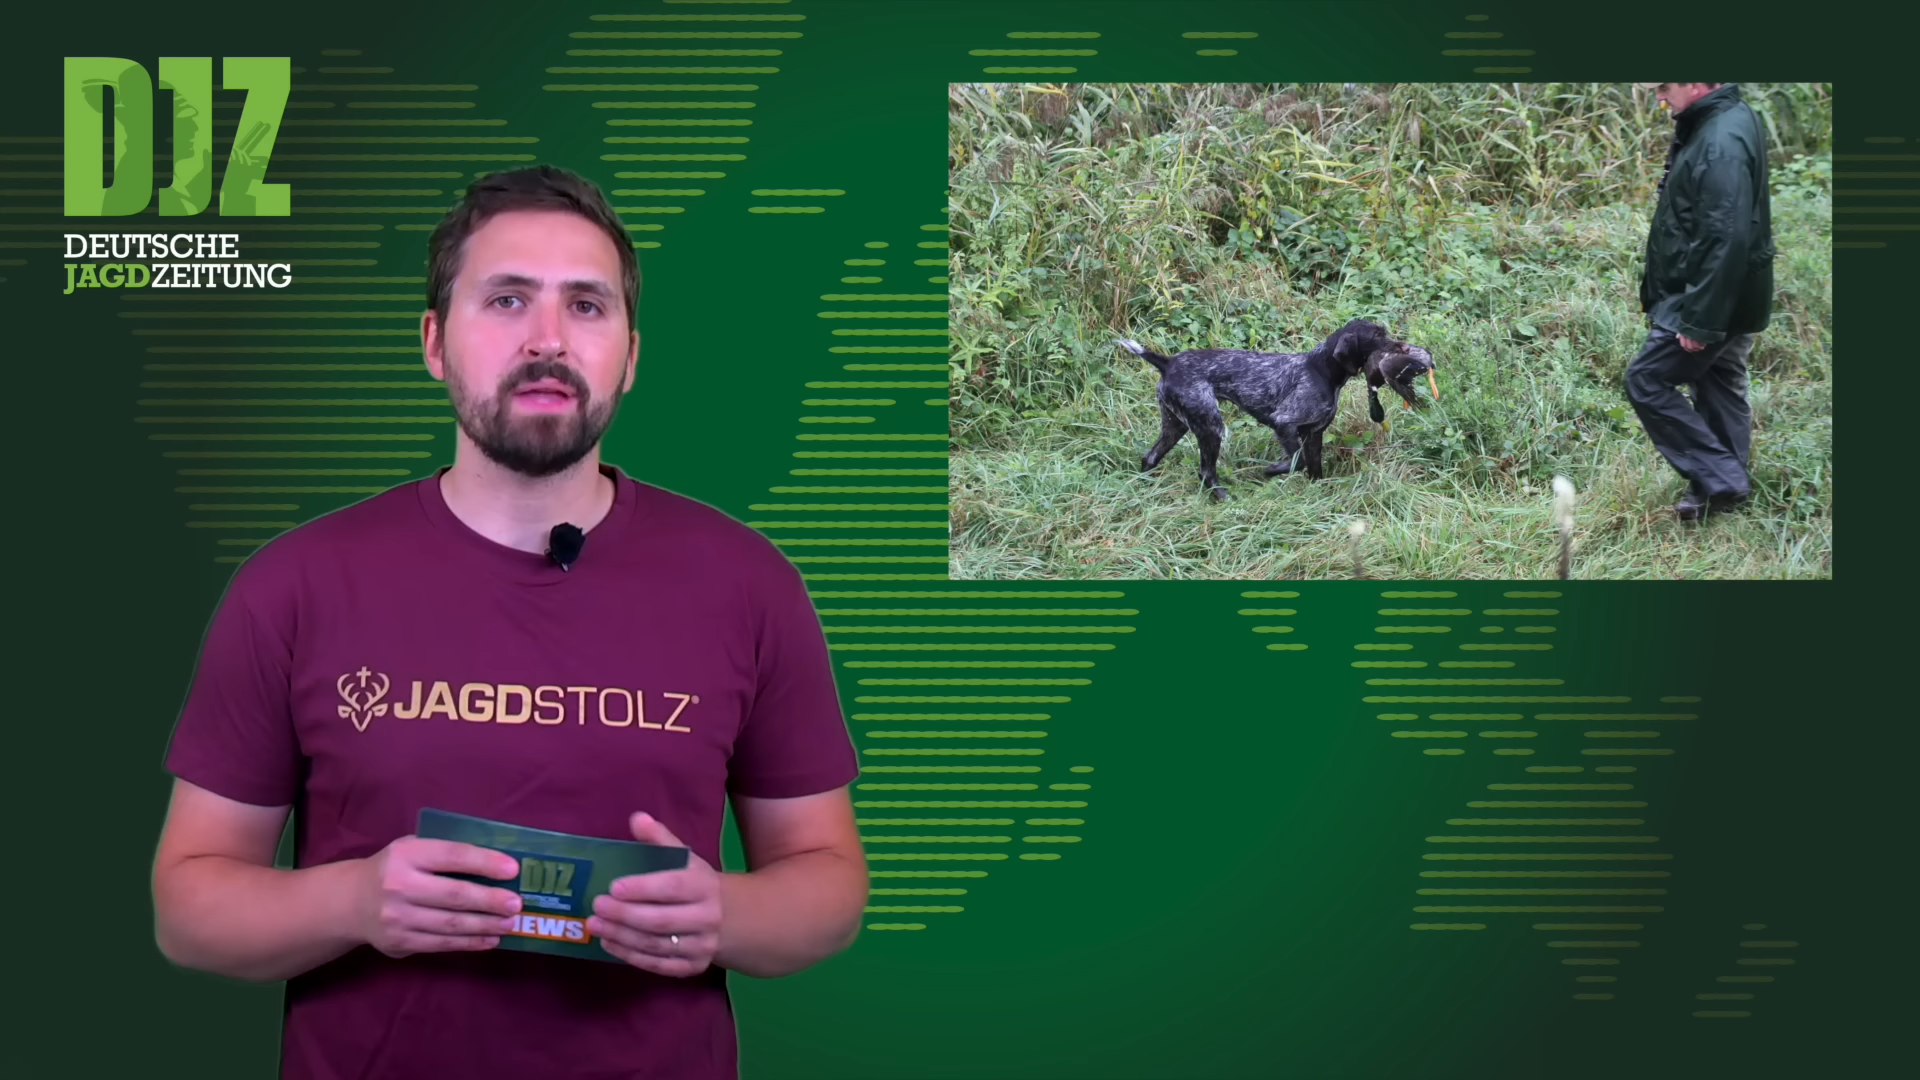 DJZ
DEUTSCHE
JAGDZEITUNG
JAGDSTOLZ®
DJZ
NEWS